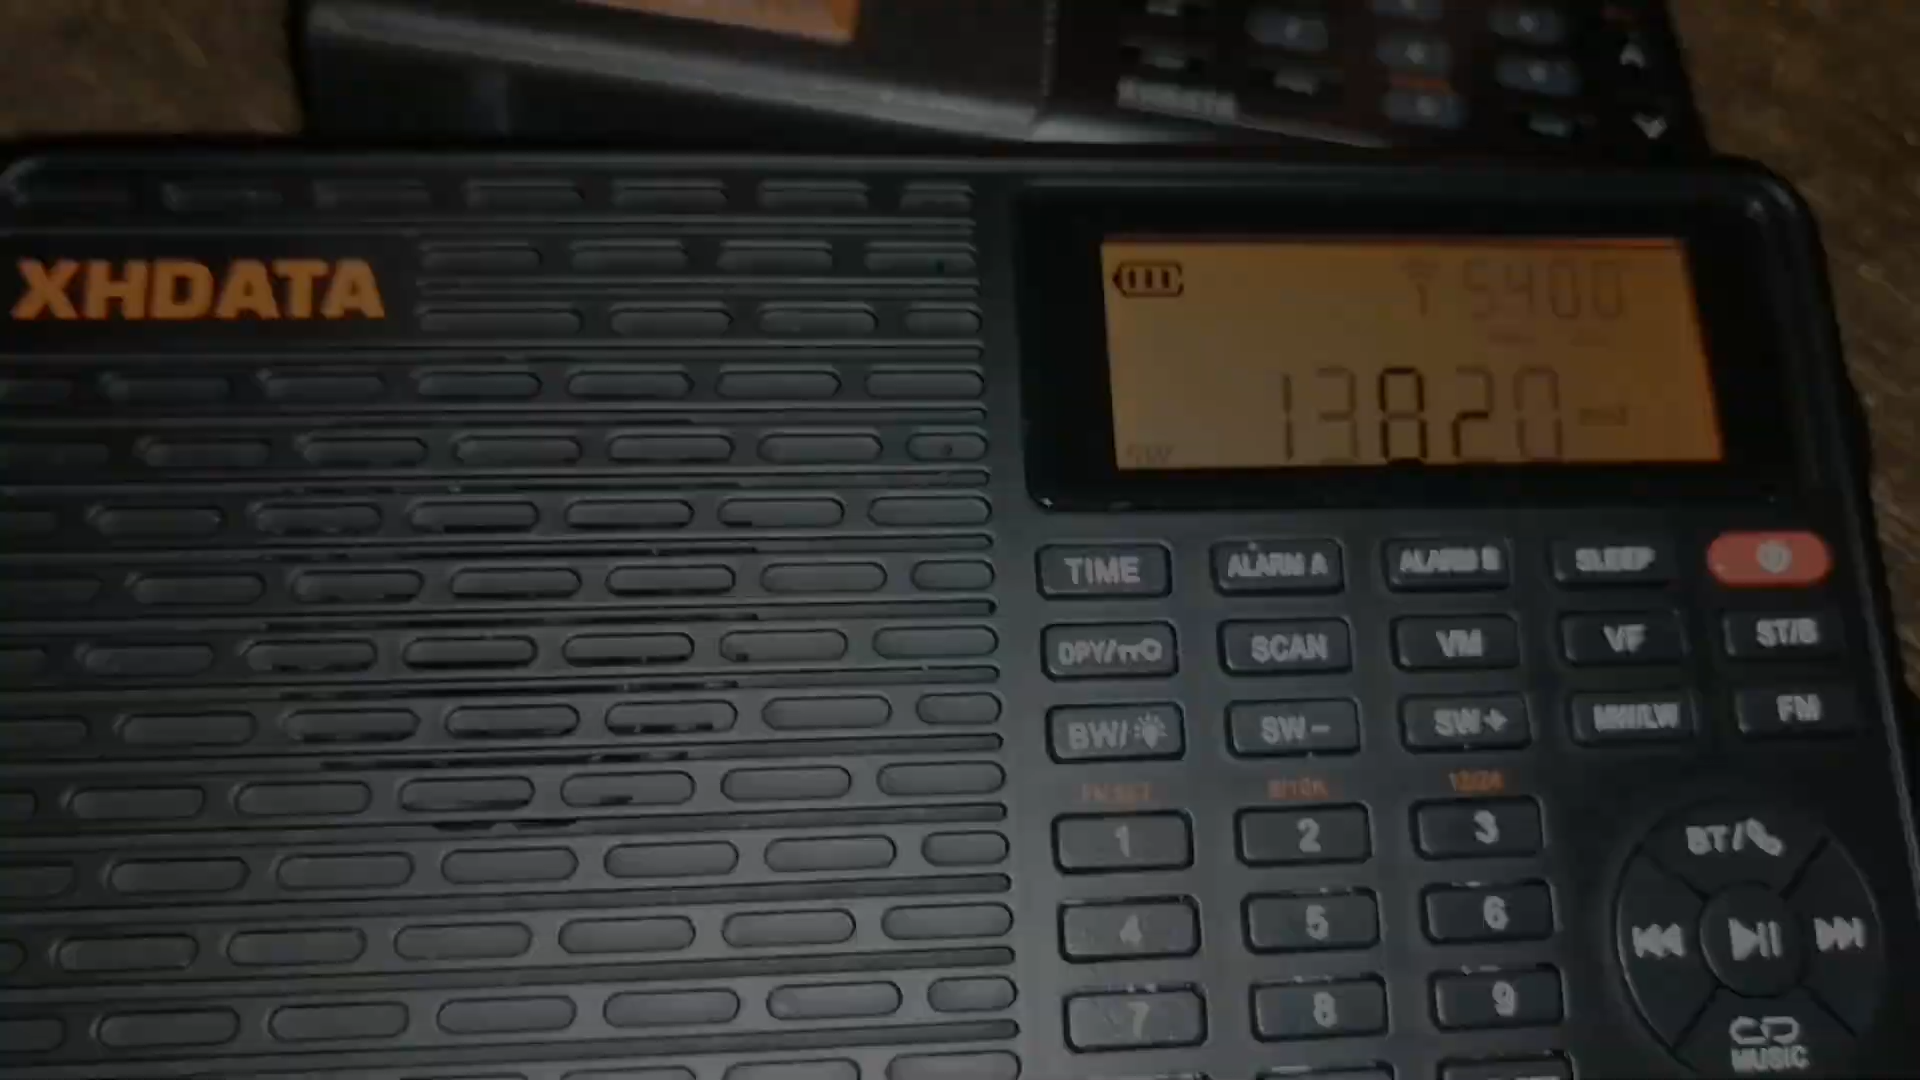 XHDATA
XHDATA
5400
13820
SW
TIME
ALARM A
ALARM B
SLEEP
DPY/
SCAN
VM
VF
ST/B
BW/
SW-
SW+
MW/LW
FM
1
2
3
BT/
4
5
6
7
8
9
MUSIC